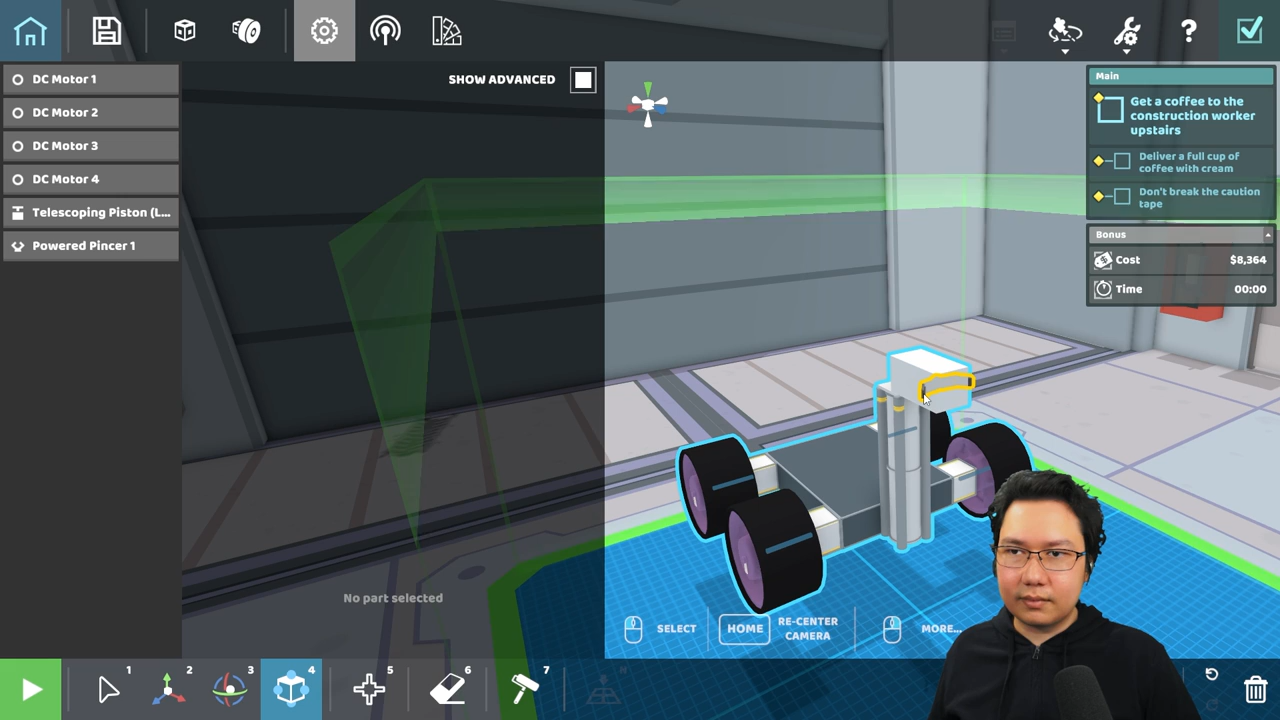 DC Motor 1
DC Motor 2
DC Motor 3
DC Motor 4
Telescoping Piston (L...
Powered Pincer 1
SHOW ADVANCED
No part selected
Main
Get a coffee to the
construction worker
upstairs
Deliver a full cup of
coffee with cream
Don't break the caution
tape
Bonus
Cost
$8,364
Time
00:00
SELECT
HOME
RE-CENTER
CAMERA
MORE...
1
2
3
4
5
6
7